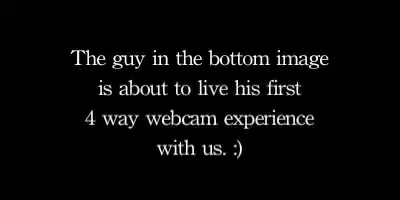 The guy in the bottom image
is about to live his first
4 way webcam experience
with us. :)